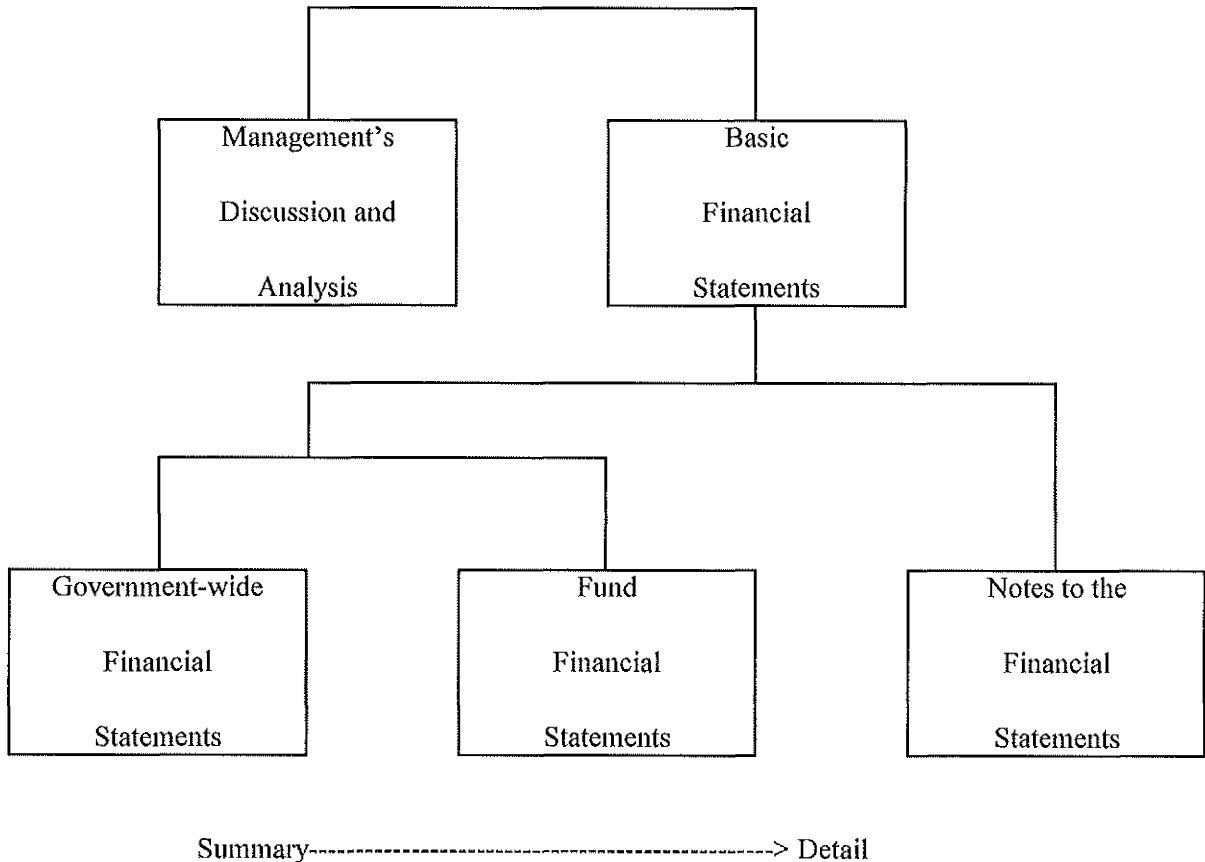 Management's
Discussion and
Analysis
Basic
Financial
Statements
Government-wide
Financial
Statements
Fund
Financial
Statements
Notes to the
Financial
Statements
Summary-----------------------------------------------> Detail